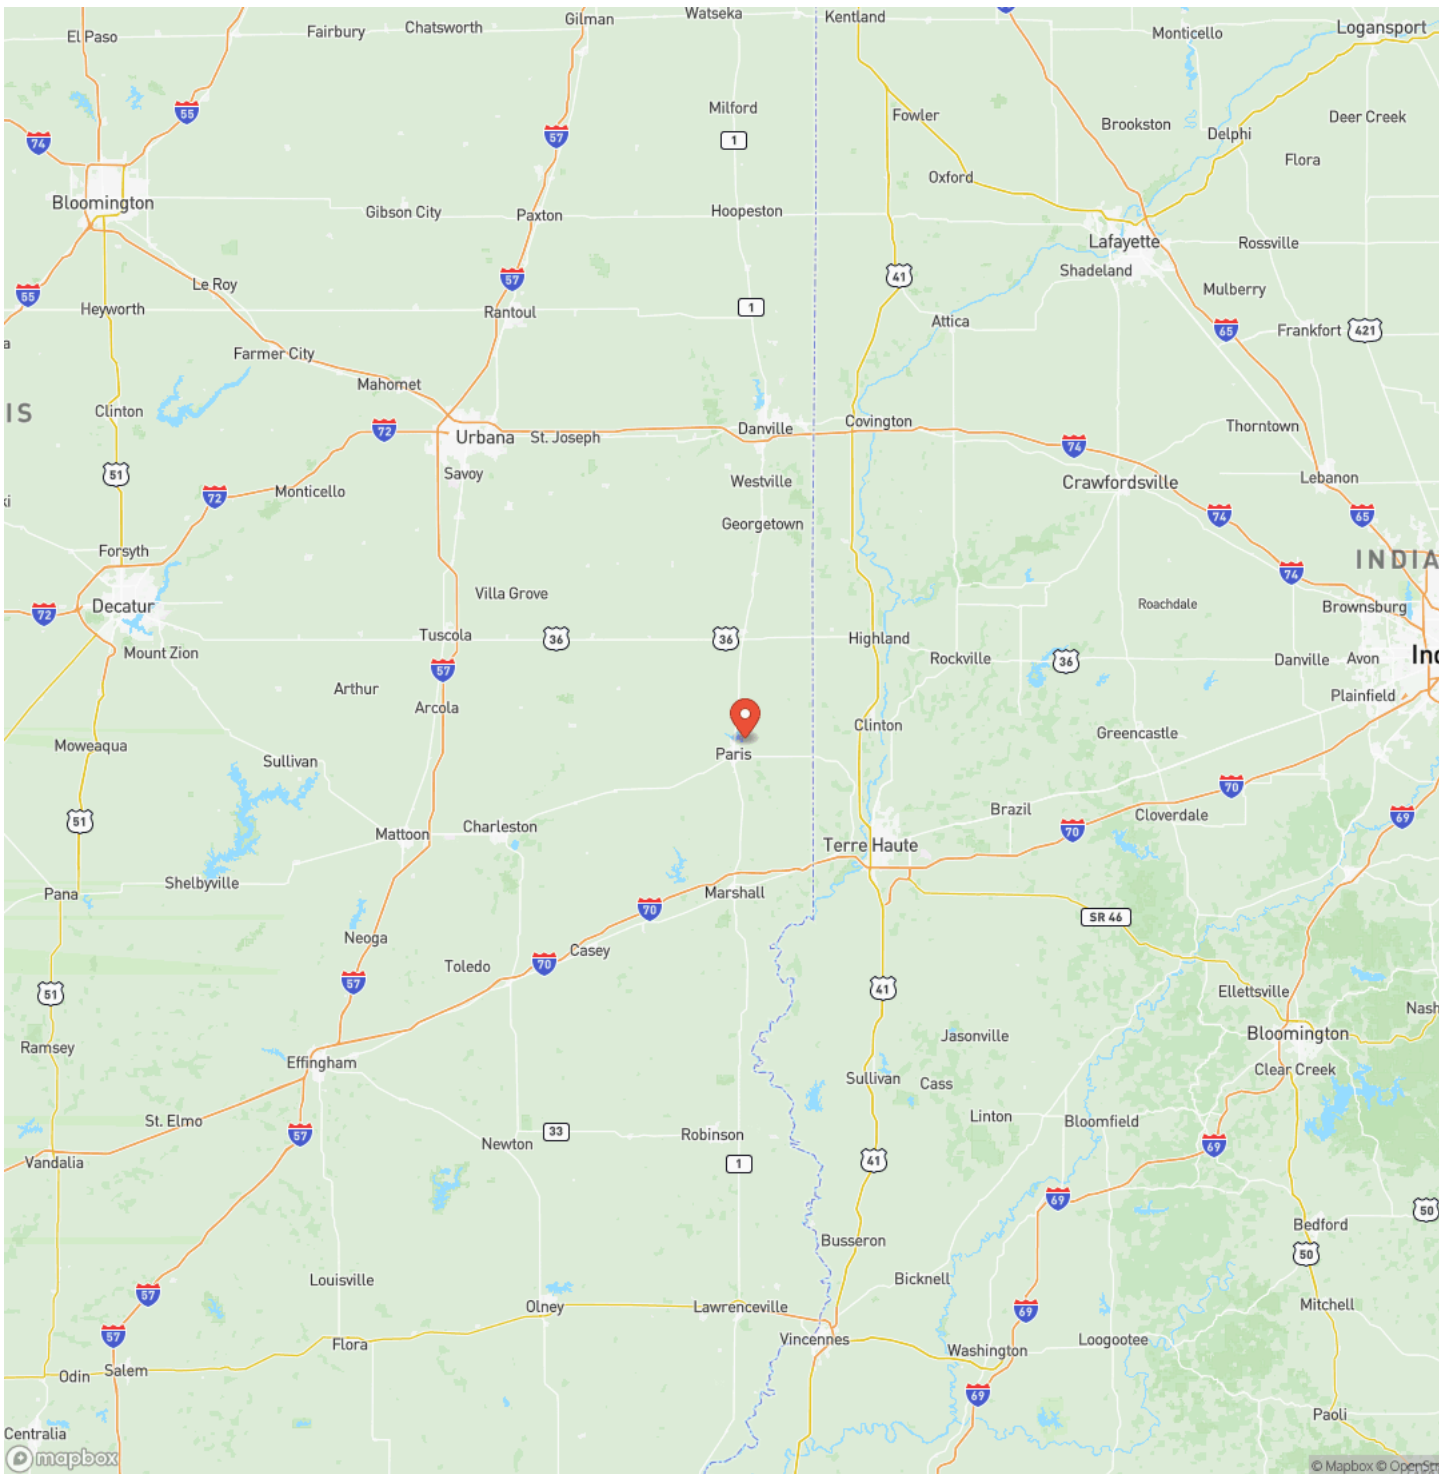 Watseka
Kentland
Gilman
El Paso
Fairbury
Chatsworth
Monticello
Logansport
55
Milford
Fowler
Deer Creek
Brookston
Delphi
74
57
1
Flora
Oxford
Bloomington
Gibson City
Paxton
Hoopeston
Lafayette
Rossville
Shadeland
57
41
Le Roy
Mulberry
55
Heyworth
Rantoul
1
Attica
65
Frankfort
421
Farmer City
Mahomet
IS
Clinton
72
Urbana
St. Joseph
Danville
Covington
Thorntown
74
51
Savoy
Westville
Crawfordsville
Lebanon
72
Monticello
Georgetown
74
65
Forsyth
INDIA
74
Villa Grove
Decatur
72
Roachdale
Brownsburg
Tuscola
36
36
Highland
Mount Zion
Rockville
36
Danville
Avon
Ind
57
Arthur
Arcola
Plainfield
Clinton
Greencastle
Moweaqua
Paris
Sullivan
70
51
Mattoon
Charleston
Brazil
70
Cloverdale
69
Terre Haute
Pana
Shelbyville
Marshall
70
SR 46
Neoga
Casey
Toledo
70
57
51
41
Ellettsville
Nash
Ramsey
Jasonville
Bloomington
Effingham
Sullivan
Cass
Clear Creek
St. Elmo
57
33
Robinson
Linton
Bloomfield
Newton
69
Vandalia
1
41
69
50
Bedford
Busseron
50
Louisville
Bicknell
57
Olney
Lawrenceville
69
Mitchell
57
Flora
Vincennes
Washington
Loogootee
Odin
Salem
69
Paoli
Centralia
mapbox
© Mapbox © OpenStr